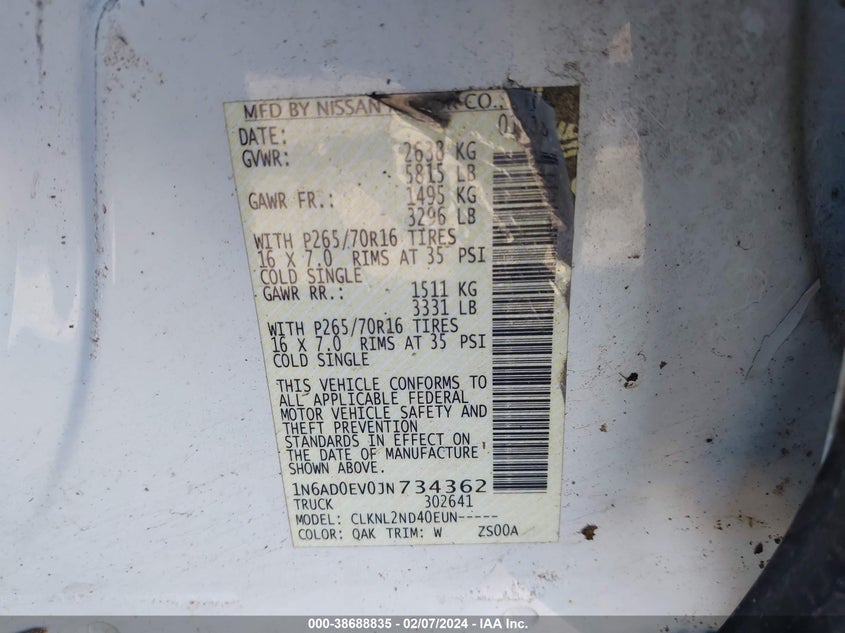 MFD BY NISSAN CO.,
DATE:
GVWR: 2638 KG
5815 LB
GAWR FR.: 1495 KG
3296 LB
WITH P265/70R16 TIRES
16 X 7.0 RIMS AT 35 PSI
COLD SINGLE
GAWR RR.: 1511 KG
3331 LB
WITH P265/70R16 TIRES
16 X 7.0 RIMS AT 35 PSI
COLD SINGLE
THIS VEHICLE CONFORMS TO
ALL APPLICABLE FEDERAL
MOTOR VEHICLE SAFETY AND
THEFT PREVENTION
STANDARDS IN EFFECT ON
THE DATE OF MANUFACTURE
SHOWN ABOVE.
1N6AD0EV0JN734362
TRUCK 302641
MODEL: CLKNL2ND40EUN-----
COLOR: QAK TRIM: W ZS00A
000-38688835 - 02/07/2024 - IAA Inc.